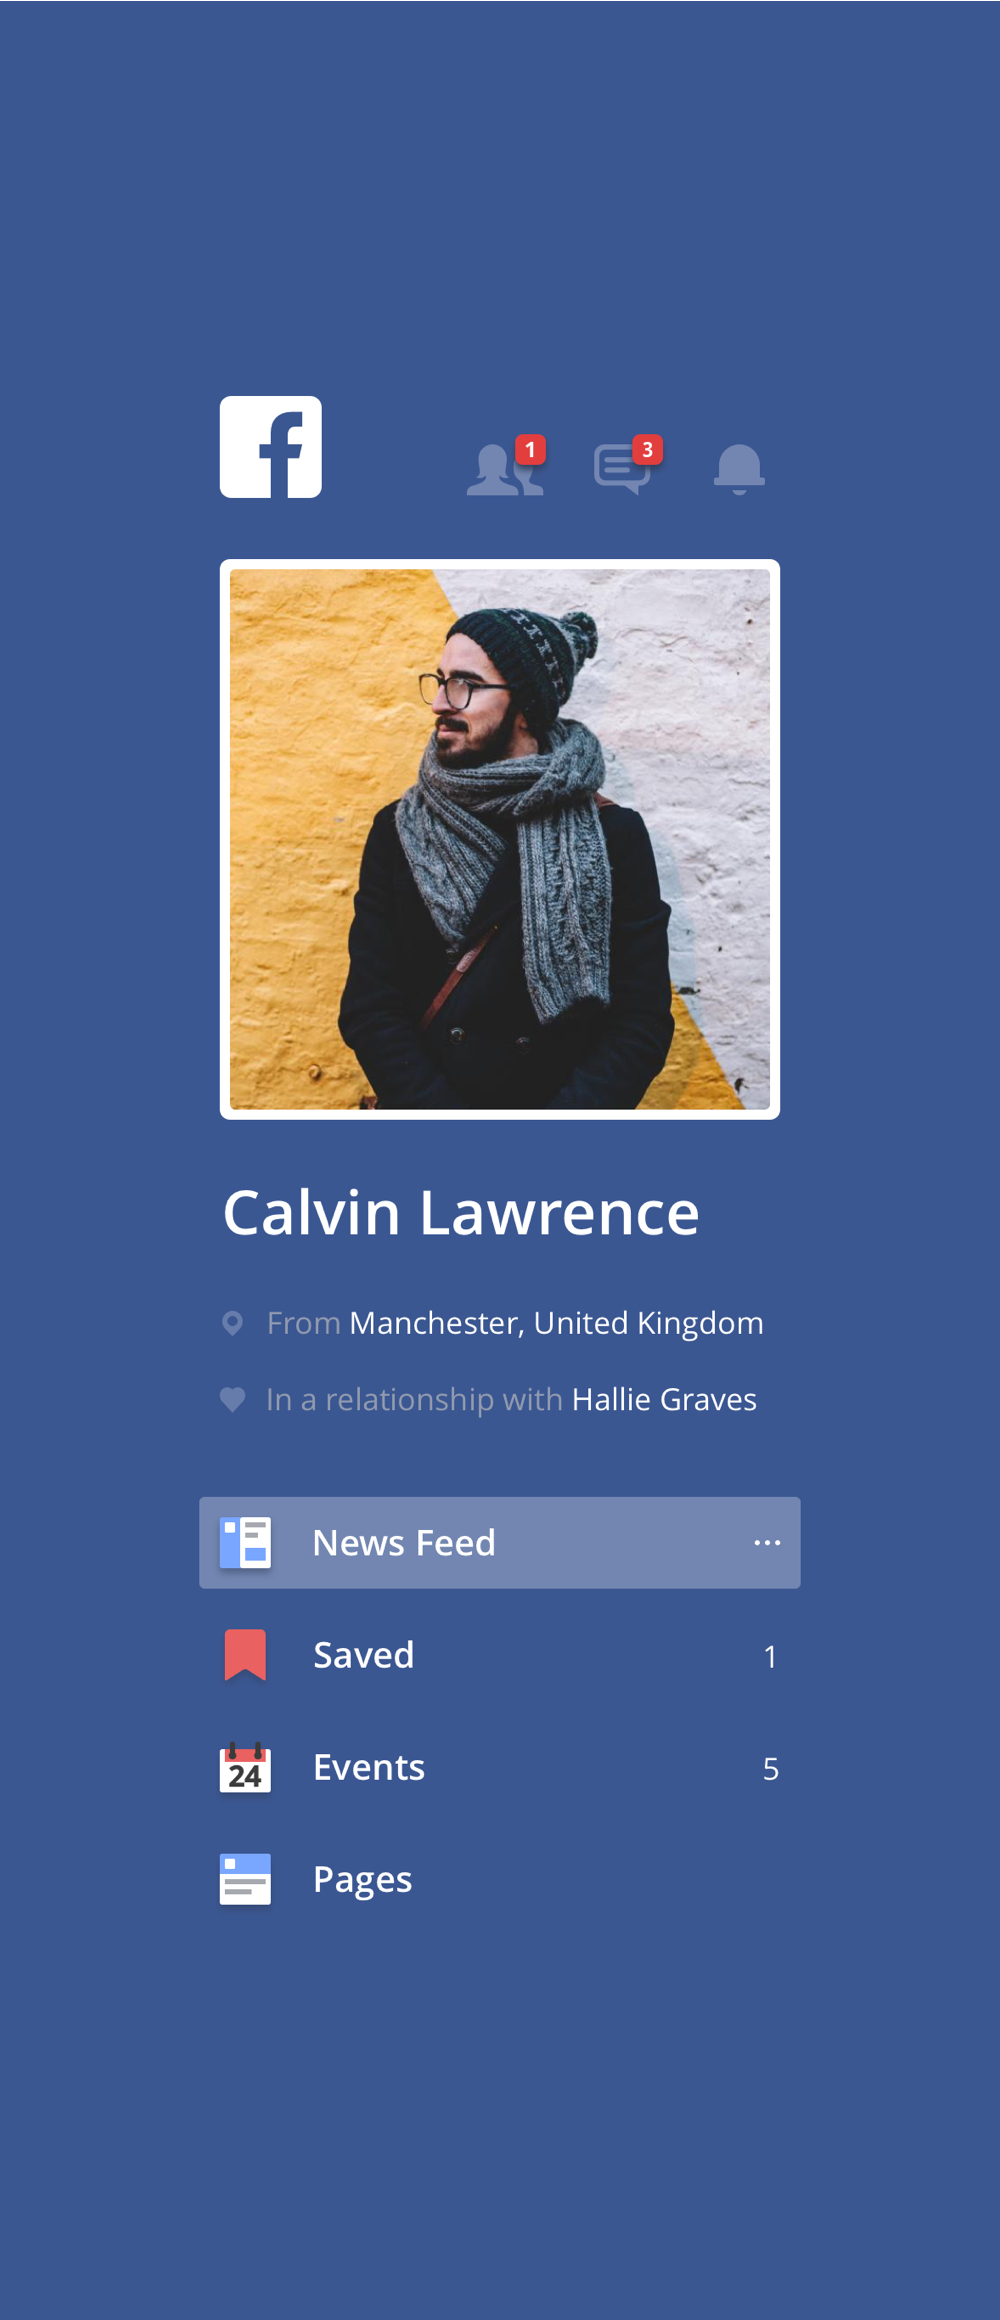 f
1
3
Calvin Lawrence
From Manchester, United Kingdom
In a relationship with Hallie Graves
News Feed
Saved 1
24 Events 5
Pages